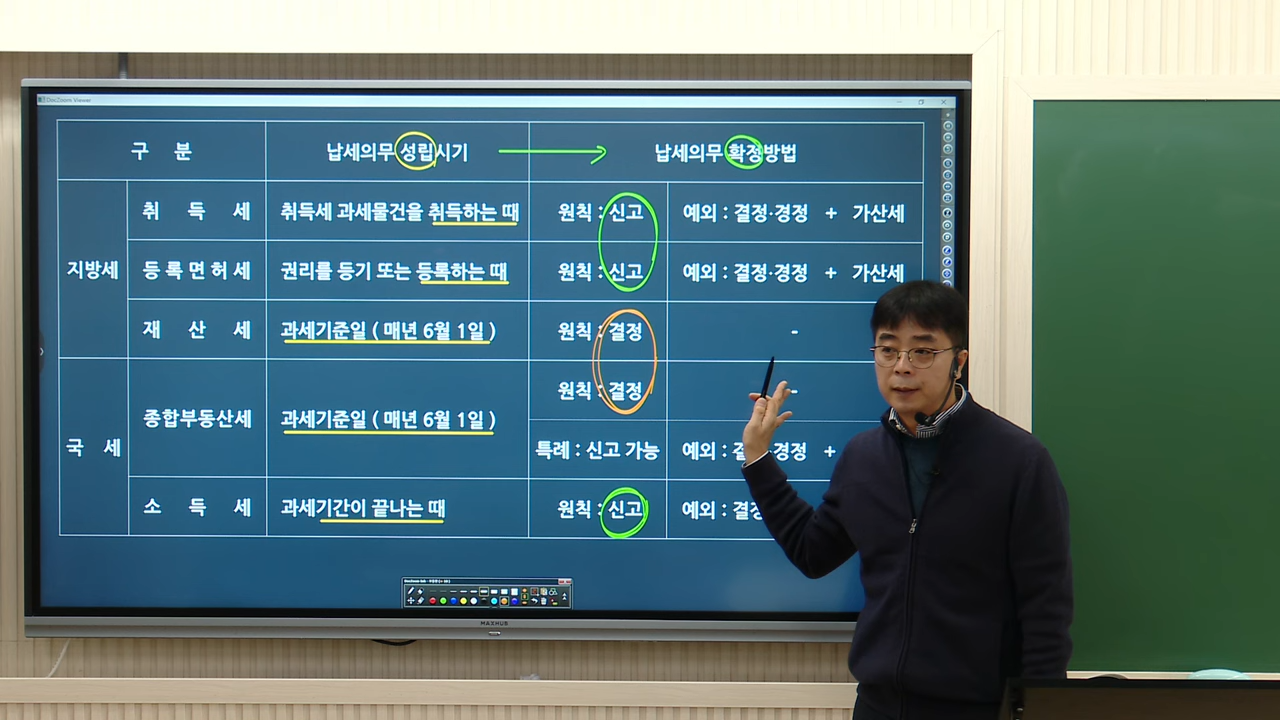 DocZoom Viewer
구 분 납세의무 성립시기 납세의무 확정방법
지방세 취 득 세 취득세 과세물건을 취득하는 때 원칙 : 신고 예외 : 결정·경정 + 가산세
등록면허세 권리를 등기 또는 등록하는 때 원칙 : 신고 예외 : 결정·경정 + 가산세
재 산 세 과세기준일 ( 매년 6월 1일 ) 원칙 : 결정 -
국 세 종합부동산세 과세기준일 ( 매년 6월 1일 ) 원칙 : 결정 -
특례 : 신고 가능 예외 : 경정 +
소 득 세 과세기간이 끝나는 때 원칙 : 신고 예외 :
MAXHUB